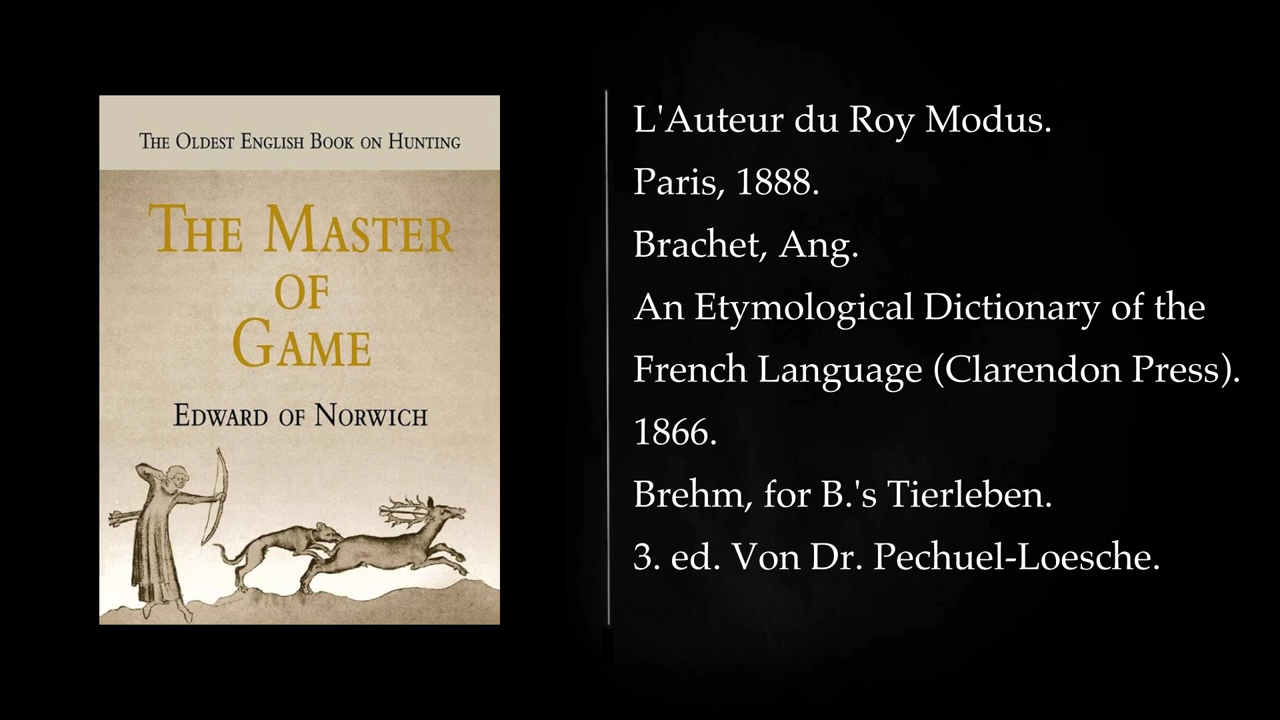 The Oldest English Book on Hunting
The Master
of
Game
Edward of Norwich
L'Auteur du Roy Modus.
Paris, 1888.
Brachet, Ang.
An Etymological Dictionary of the
French Language (Clarendon Press).
1866.
Brehm, for B.'s Tierleben.
3. ed. Von Dr. Pechuel-Loesche.